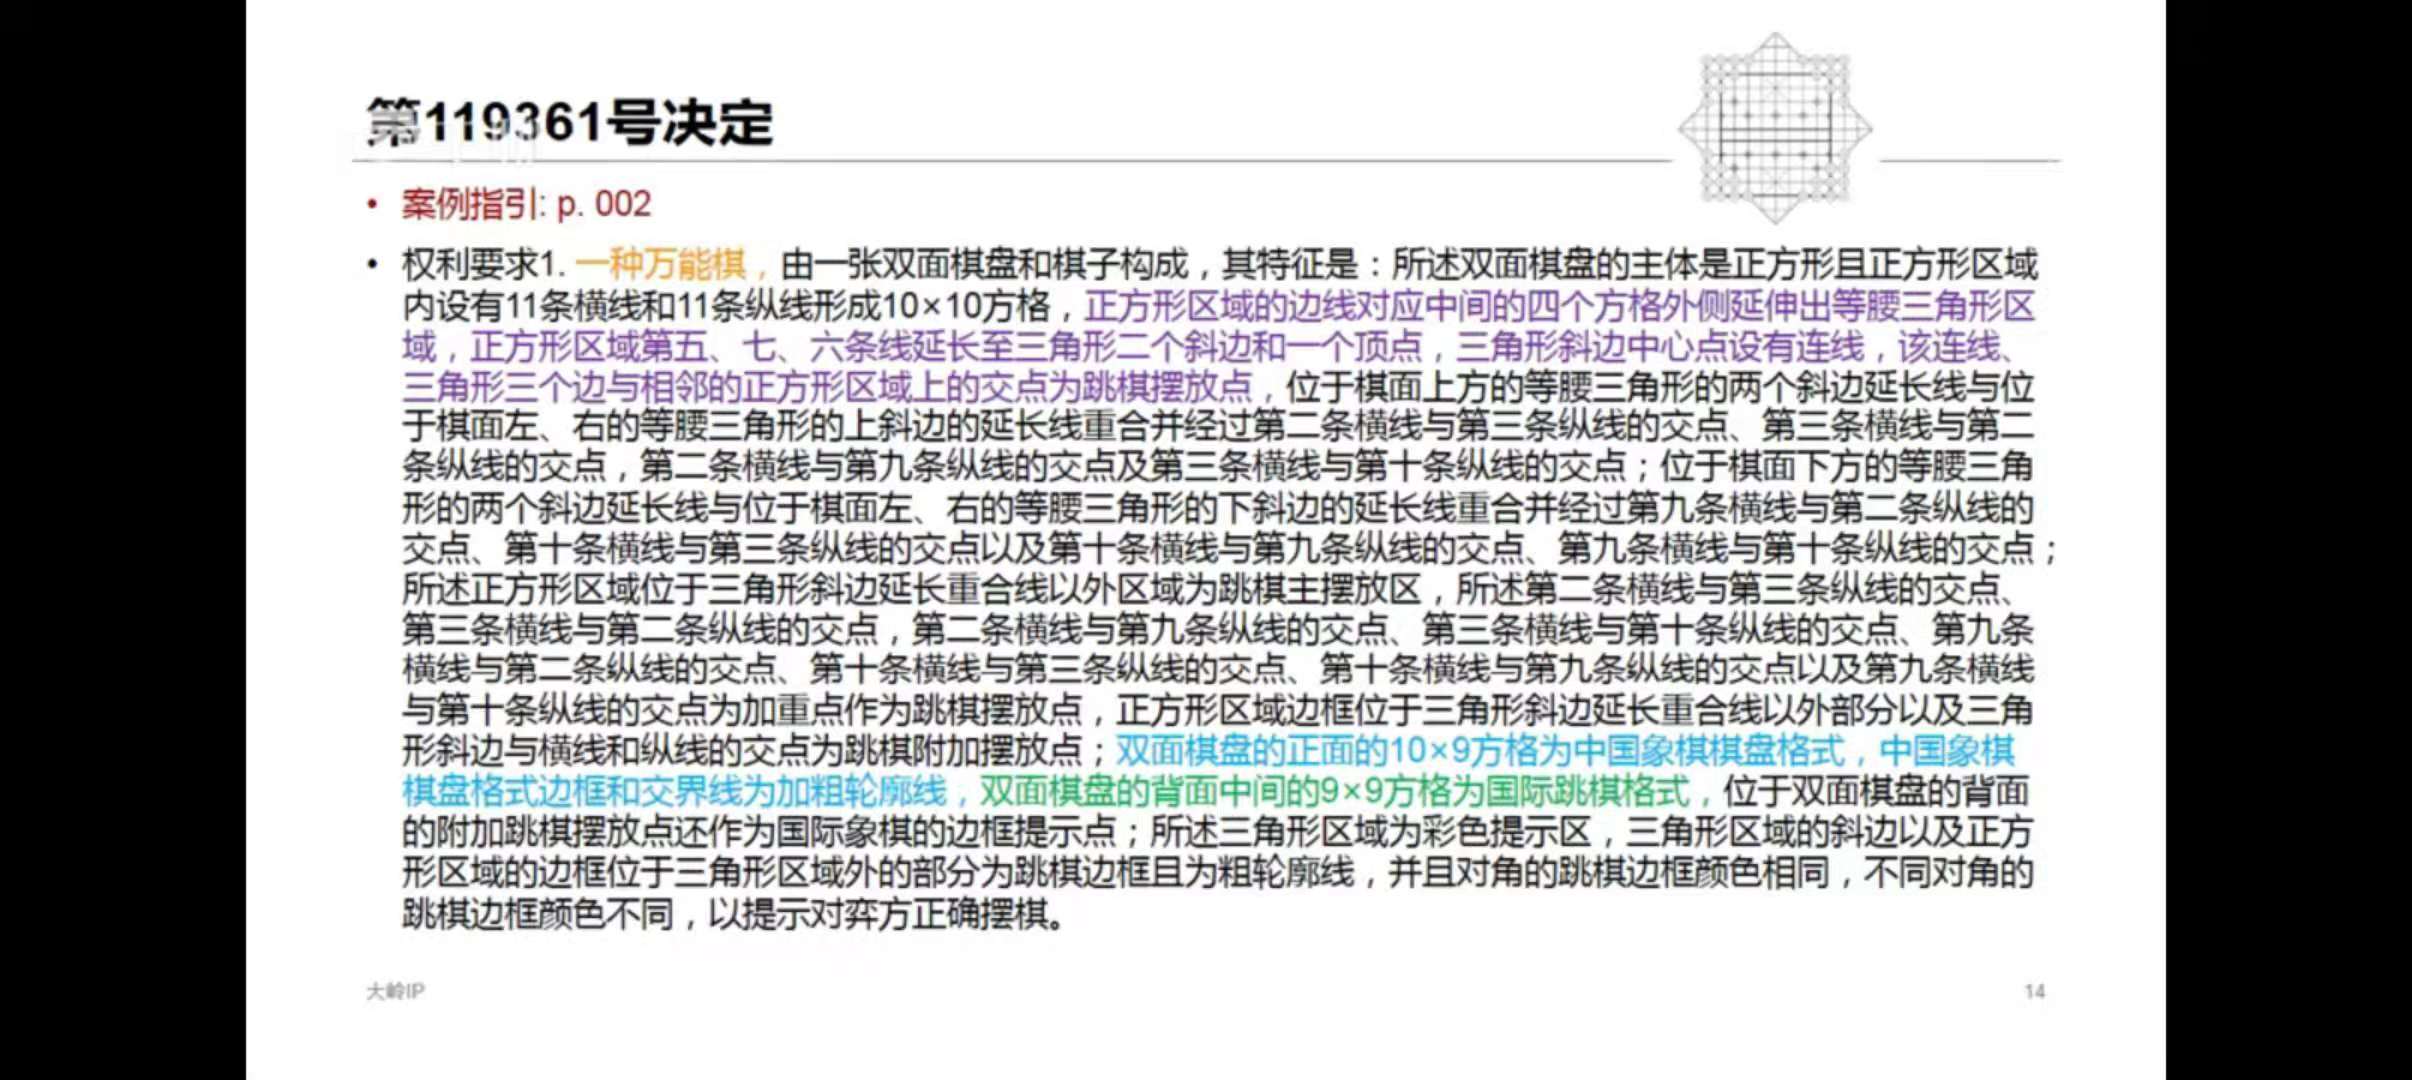 第119361号决定
• 案例指引: p. 002
• 权利要求1. 一种万能棋，由一张双面棋盘和棋子构成，其特征是：所述双面棋盘的主体是正方形且正方形区域
内设有11条横线和11条纵线形成10×10方格，正方形区域的边线对应中间的四个方格外侧延伸出等腰三角形区
域，正方形区域第五、七、六条线延长至三角形二个斜边和一个顶点，三角形斜边中心点设有连线，该连线、
三角形三个边与相邻的正方形区域上的交点为跳棋摆放点，位于棋面上方的等腰三角形的两个斜边延长线与位
于棋面左、右的等腰三角形的上斜边的延长线重合并经过第二条横线与第三条纵线的交点、第三条横线与第二
条纵线的交点，第二条横线与第九条纵线的交点及第三条横线与第十条纵线的交点；位于棋面下方的等腰三角
形的两个斜边延长线与位于棋面左、右的等腰三角形的下斜边的延长线重合并经过第九条横线与第二条纵线的
交点、第十条横线与第三条纵线的交点以及第十条横线与第九条纵线的交点、第九条横线与第十条纵线的交点；
所述正方形区域位于三角形斜边延长重合线以外区域为跳棋主摆放区，所述第二条横线与第三条纵线的交点、
第三条横线与第二条纵线的交点，第二条横线与第九条纵线的交点、第三条横线与第十条纵线的交点、第九条
横线与第二条纵线的交点、第十条横线与第三条纵线的交点、第十条横线与第九条纵线的交点以及第九条横线
与第十条纵线的交点为加重点作为跳棋摆放点，正方形区域边框位于三角形斜边延长重合线以外部分以及三角
形斜边与横线和纵线的交点为跳棋附加摆放点；双面棋盘的正面的10×9方格为中国象棋棋盘格式，中国象棋
棋盘格式边框和交界线为加粗轮廓线，双面棋盘的背面中间的9×9方格为国际跳棋格式，位于双面棋盘的背面
的附加跳棋摆放点还作为国际象棋的边框提示点；所述三角形区域为彩色提示区，三角形区域的斜边以及正方
形区域的边框位于三角形区域外的部分为跳棋边框且为粗轮廓线，并且对角的跳棋边框颜色相同，不同对角的
跳棋边框颜色不同，以提示对弈方正确摆棋。
大岭IP
14